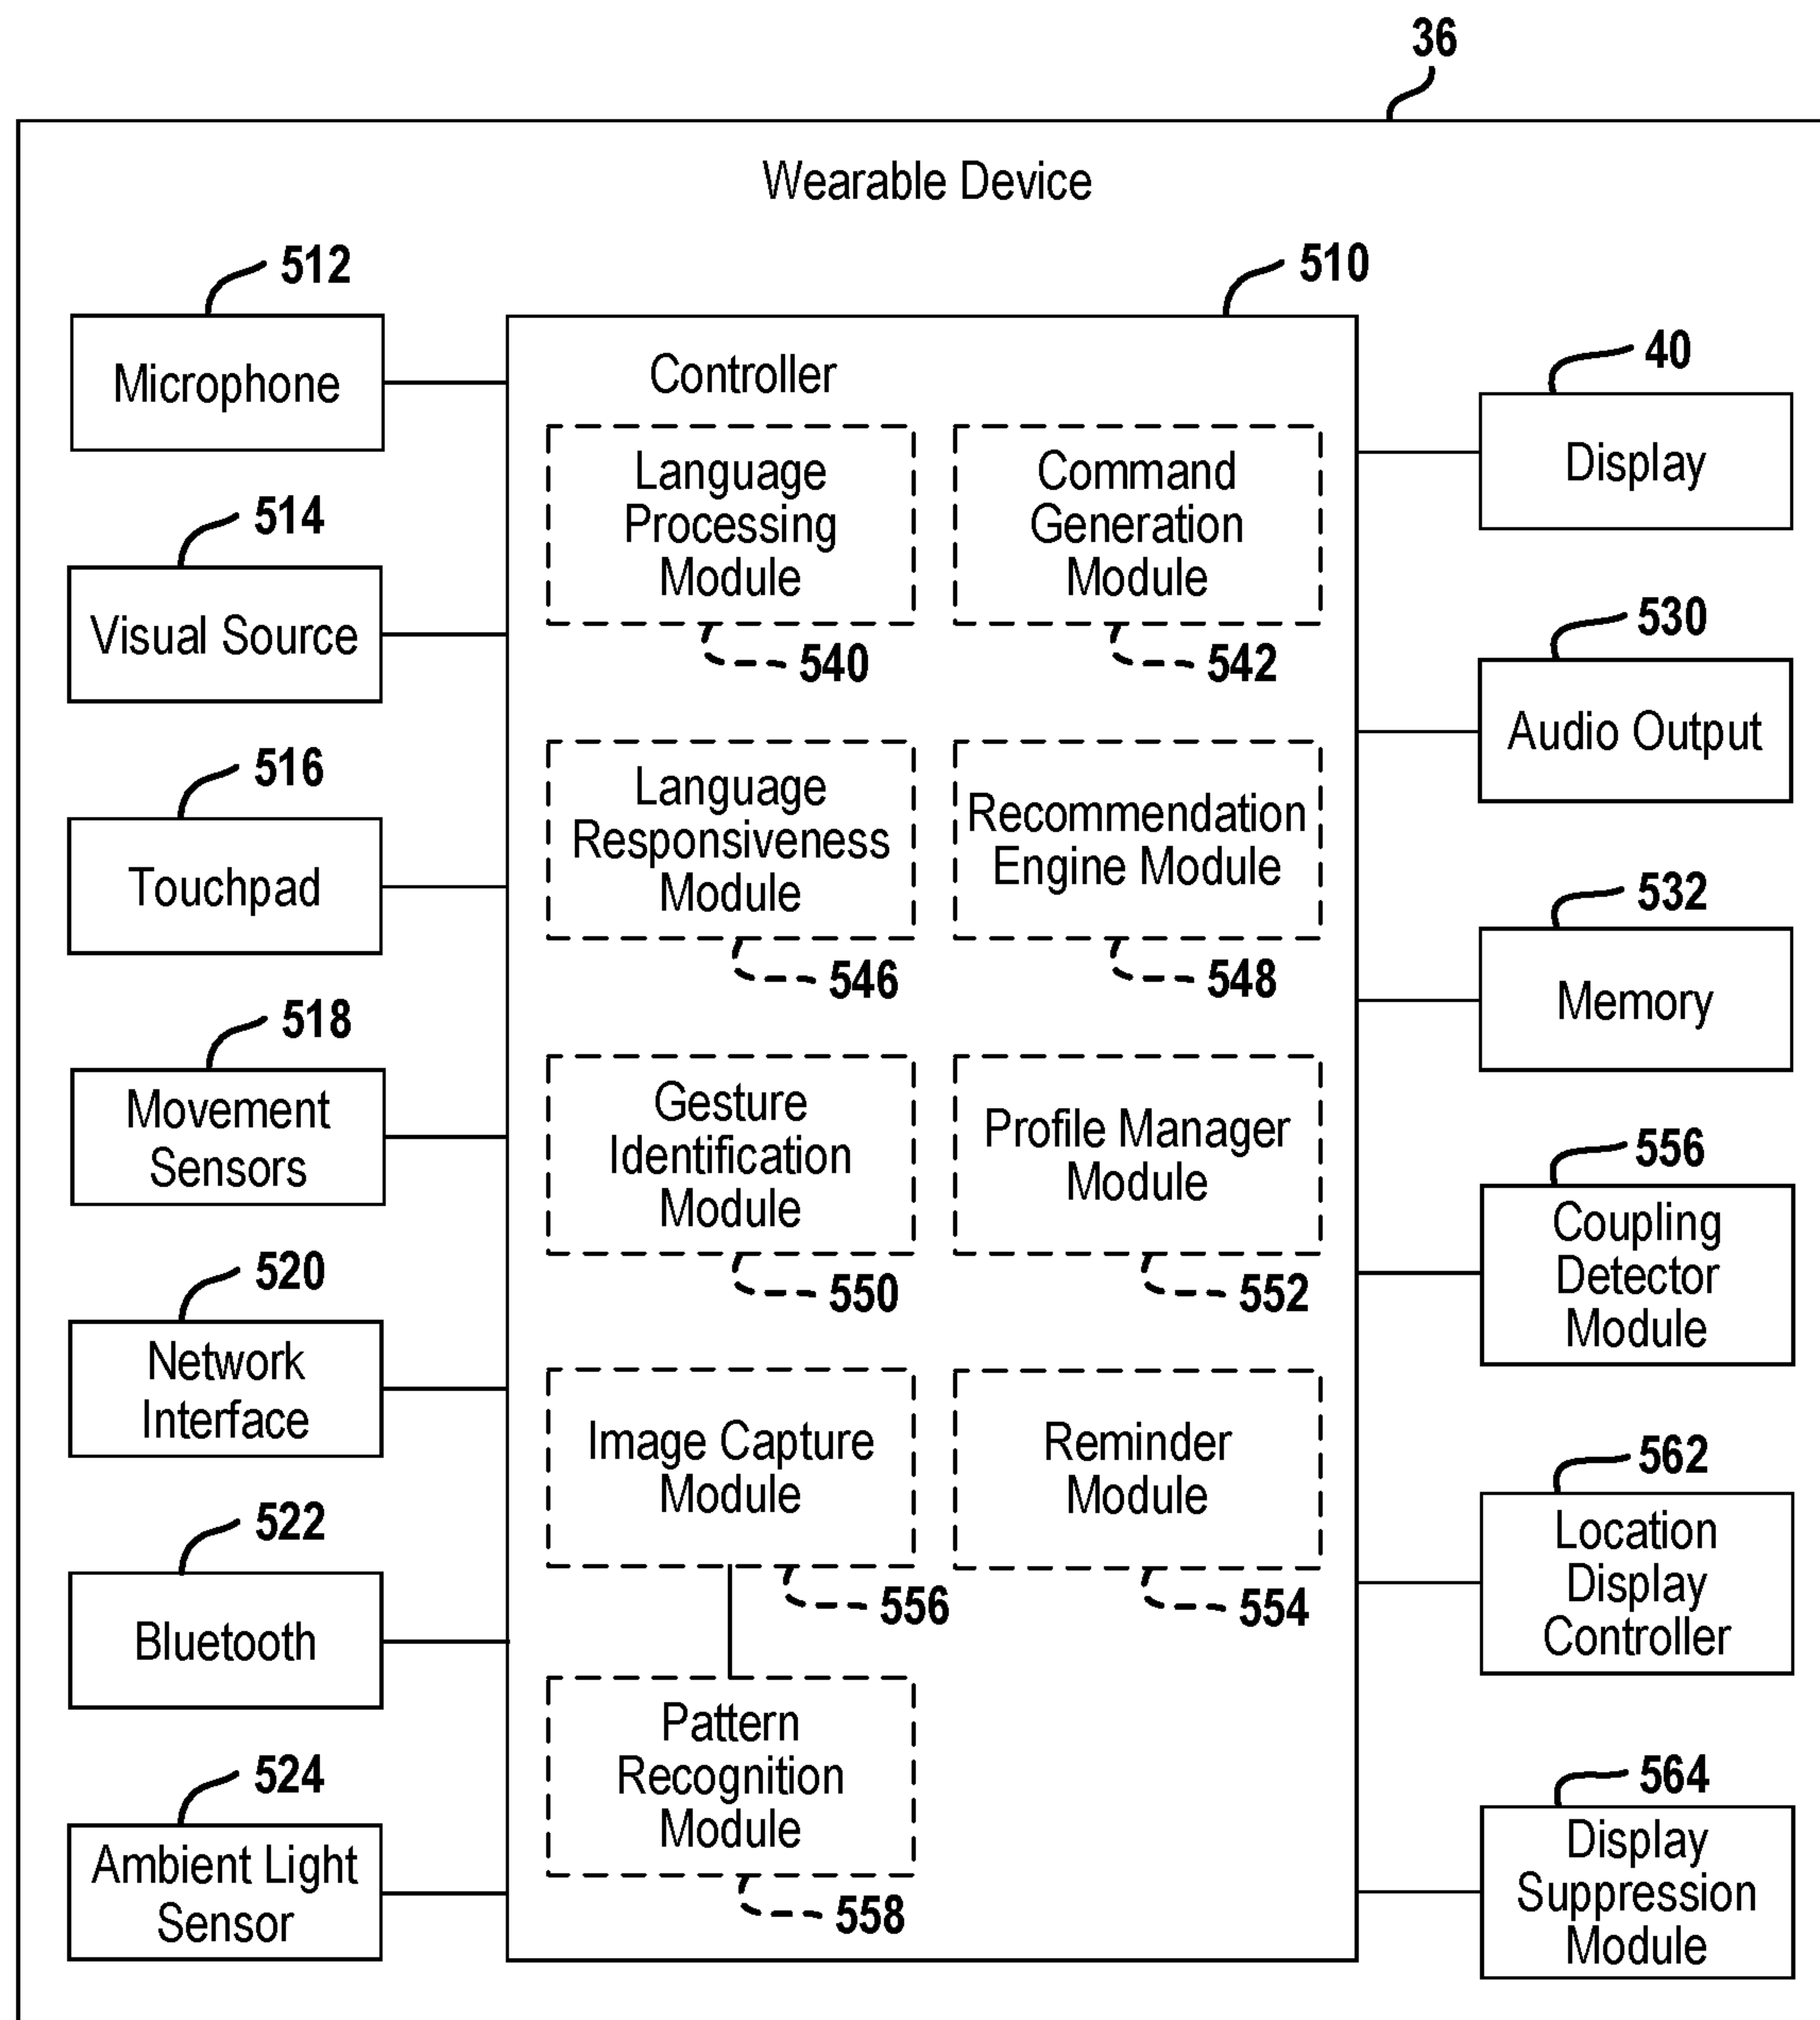 36
Wearable Device
512
Microphone
514
Visual Source
516
Touchpad
518
Movement
Sensors
520
Network
Interface
522
Bluetooth
524
Ambient Light
Sensor
510
Controller
Language
Processing
Module
540
Command
Generation
Module
542
Language
Responsiveness
Module
546
Recommendation
Engine Module
548
Gesture
Identification
Module
550
Profile Manager
Module
552
Image Capture
Module
556
Reminder
Module
554
Pattern
Recognition
Module
558
40
Display
530
Audio Output
532
Memory
556
Coupling
Detector
Module
562
Location
Display
Controller
564
Display
Suppression
Module